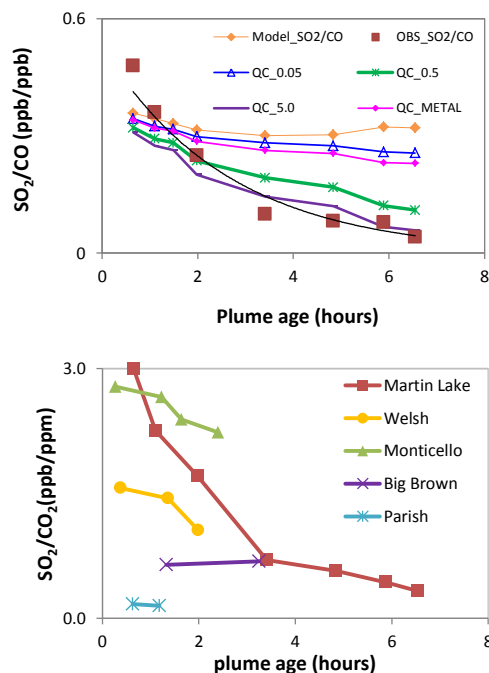 0.6
Model_SO2/CO OBS_SO2/CO
QC_0.05 QC_0.5
QC_5.0 QC_METAL
SO₂/CO (ppb/ppb)
0
0 2 4 6 8
Plume age (hours)
3.0
Martin Lake
Welsh
Monticello
Big Brown
Parish
SO₂/CO₂(ppb/ppm)
0.0
0 2 4 6 8
plume age (hours)